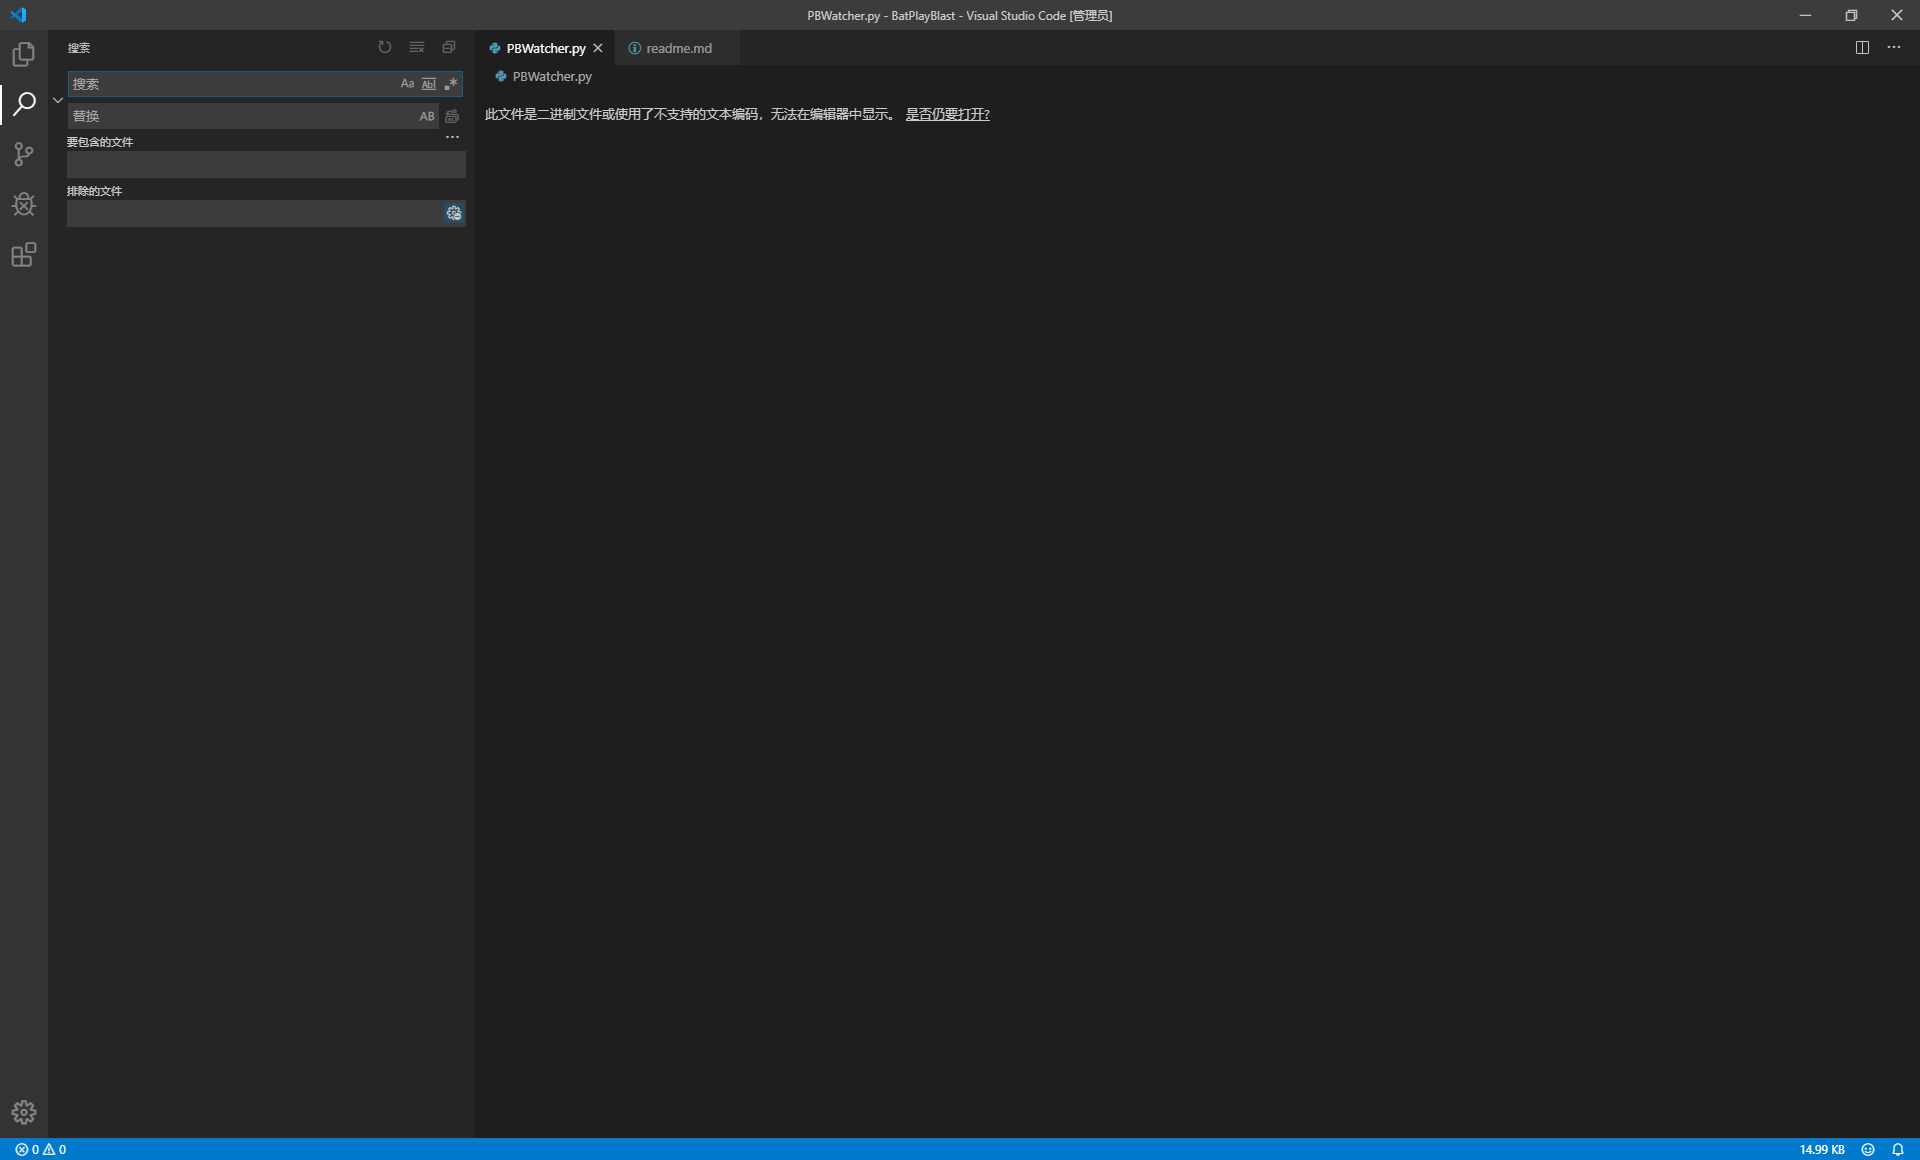 PBWatcher.py - BatPlayBlast - Visual Studio Code [管理员]
搜索
搜索
Aa
Abl
替换
AB
要包含的文件
排除的文件
PBWatcher.py
readme.md
PBWatcher.py
此文件是二进制文件或使用了不支持的文本编码，无法在编辑器中显示。 是否仍要打开?
0 0
14.99 KB